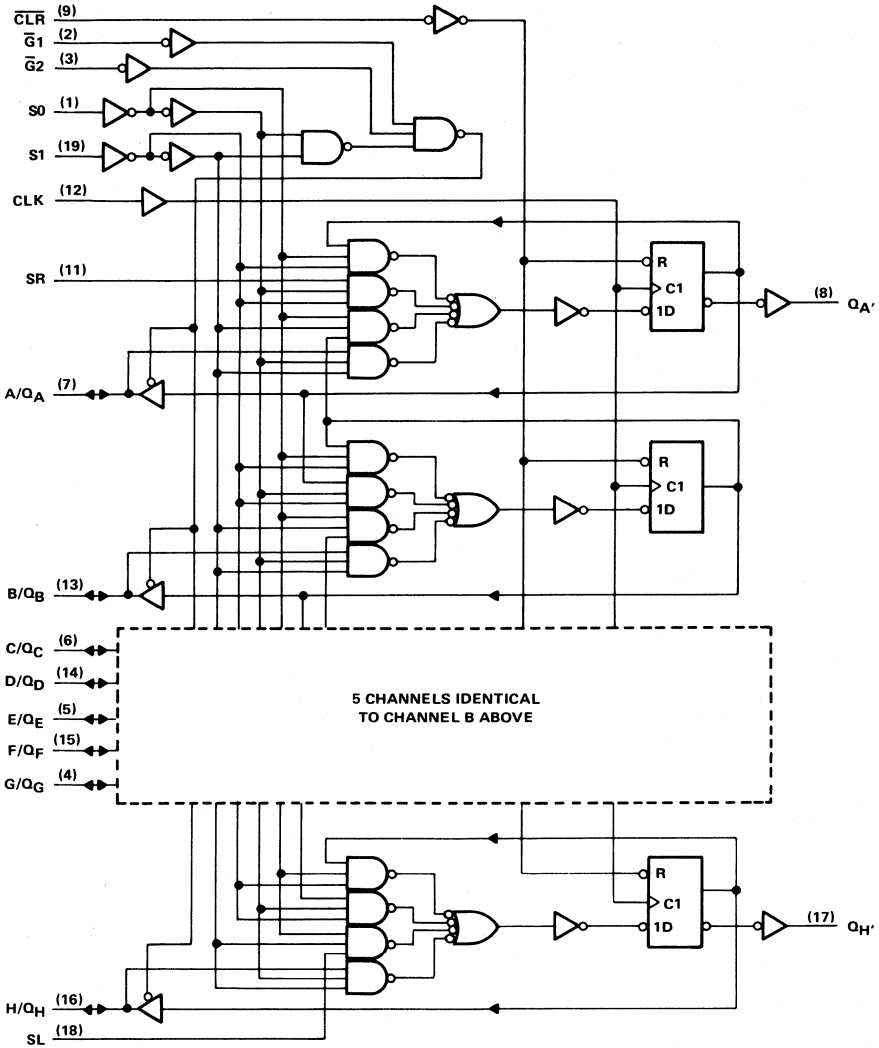 CLR (9)
G1 (2)
G2 (3)
S0 (1)
S1 (19)
CLK (12)
R
SR (11)
C1
(8) QA′
1D
A/QA (7)
R
C1
1D
B/QB (13)
C/QC (6)
D/QD (14)
5 CHANNELS IDENTICAL
TO CHANNEL B ABOVE
E/QE (5)
F/QF (15)
G/QG (4)
R
C1
1D
(17) QH′
H/QH (16)
SL (18)